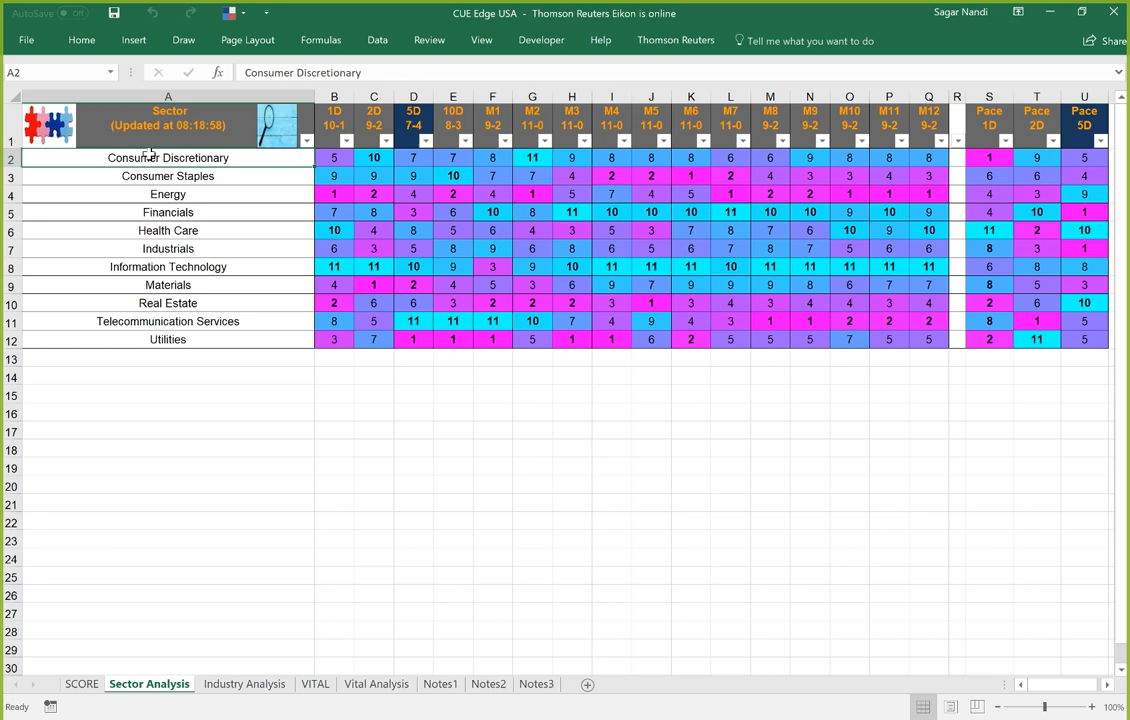 AutoSave Off
CUE Edge USA - Thomson Reuters Eikon is online
Sagar Nandi
File Home Insert Draw Page Layout Formulas Data Review View Developer Help Thomson Reuters Tell me what you want to do Share
A2 fx Consumer Discretionary
A B C D E F G H I J K L M N O P Q R S T U
1 Sector 1D 2D 5D 10D M1 M2 M3 M4 M5 M6 M7 M8 M9 M10 M11 M12 Pace Pace Pace
(Updated at 08:18:58) 10-1 9-2 7-4 8-3 9-2 11-0 11-0 11-0 11-0 11-0 11-0 9-2 9-2 9-2 9-2 9-2 1D 2D 5D
2 Consumer Discretionary 5 10 7 7 8 11 9 8 8 8 6 6 9 8 8 8 1 9 5
3 Consumer Staples 9 9 9 10 7 7 4 2 2 1 2 4 3 3 4 3 6 6 4
4 Energy 1 2 4 2 4 1 5 7 4 5 1 2 2 1 1 1 4 3 9
5 Financials 7 8 3 6 10 8 11 10 10 10 11 10 10 9 10 9 4 10 1
6 Health Care 10 4 8 5 6 4 3 5 3 7 8 7 6 10 9 10 11 2 10
7 Industrials 6 3 5 8 9 6 8 6 5 6 7 8 7 5 6 6 8 3 1
8 Information Technology 11 11 10 9 3 9 10 11 11 11 10 11 11 11 11 11 6 8 8
9 Materials 4 1 2 4 5 3 6 9 7 9 9 9 8 6 7 7 8 5 3
10 Real Estate 2 6 6 3 2 2 2 3 1 3 4 3 4 4 3 4 2 6 10
11 Telecommunication Services 8 5 11 11 11 10 7 4 9 4 3 1 1 2 2 2 8 1 5
12 Utilities 3 7 1 1 1 5 1 1 6 2 5 5 5 7 5 5 2 11 5
13
14
15
16
17
18
19
20
21
22
23
24
25
26
27
28
29
30
SCORE Sector Analysis Industry Analysis VITAL Vital Analysis Notes1 Notes2 Notes3
Ready 100%